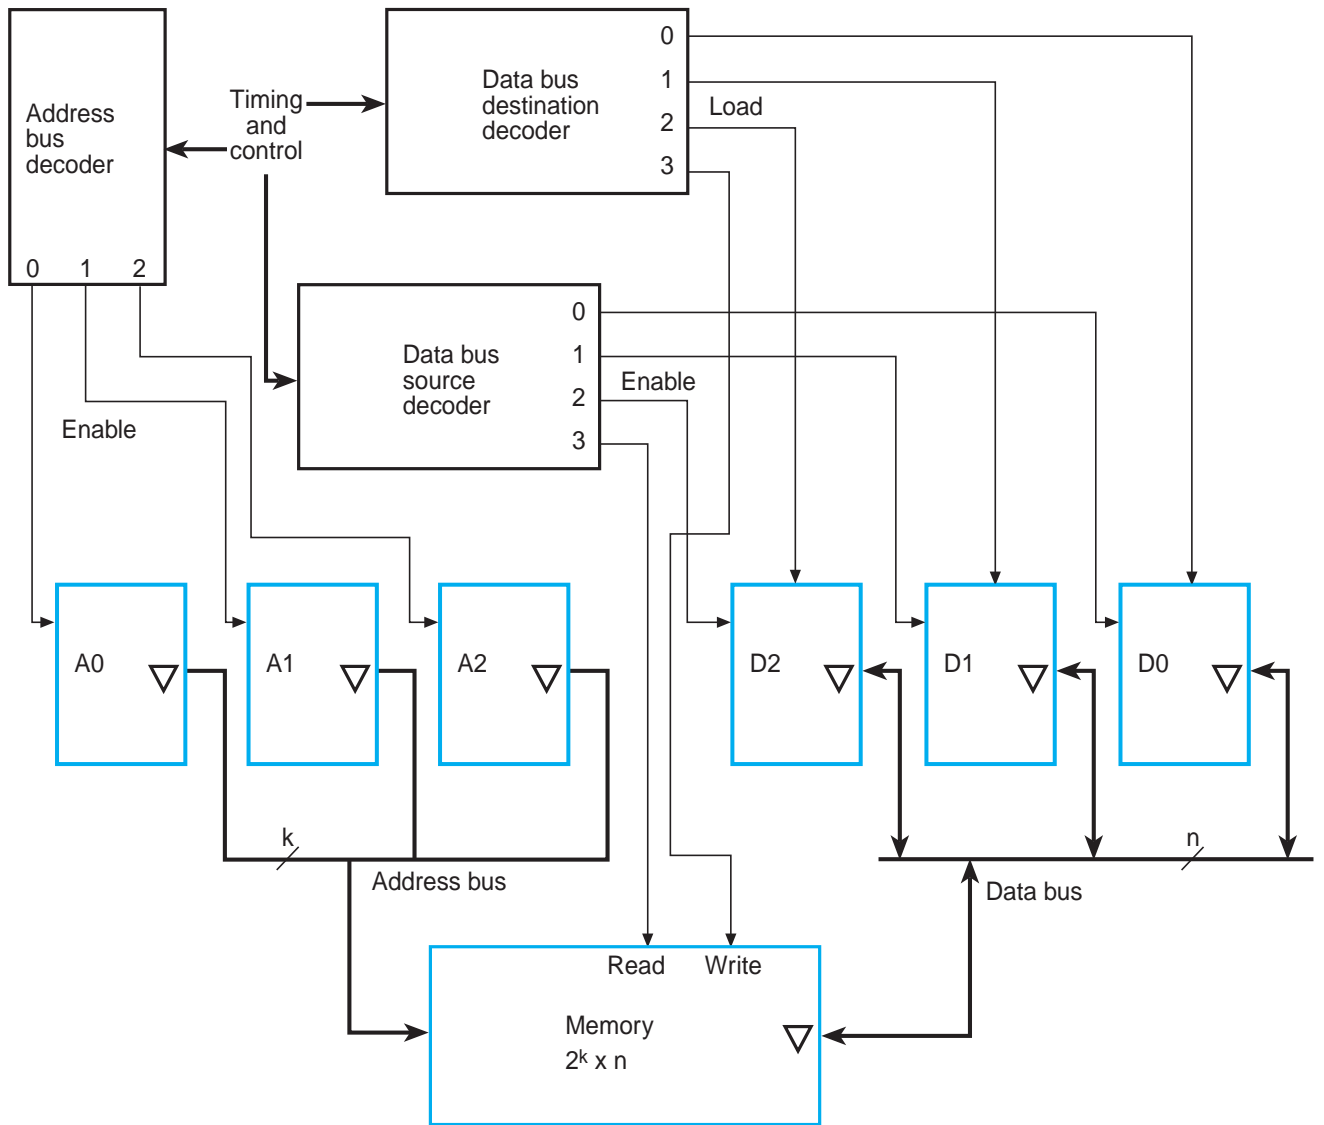 0
Data bus
destination
decoder
1
2
3
Load
Timing
and
control
Address
bus
decoder
0 1 2
Enable
Data bus
source
decoder
0
1
2
3
Enable
A0
A1
A2
D2
D1
D0
k
Address bus
n
Data bus
Read Write
Memory
2ᵏ x n